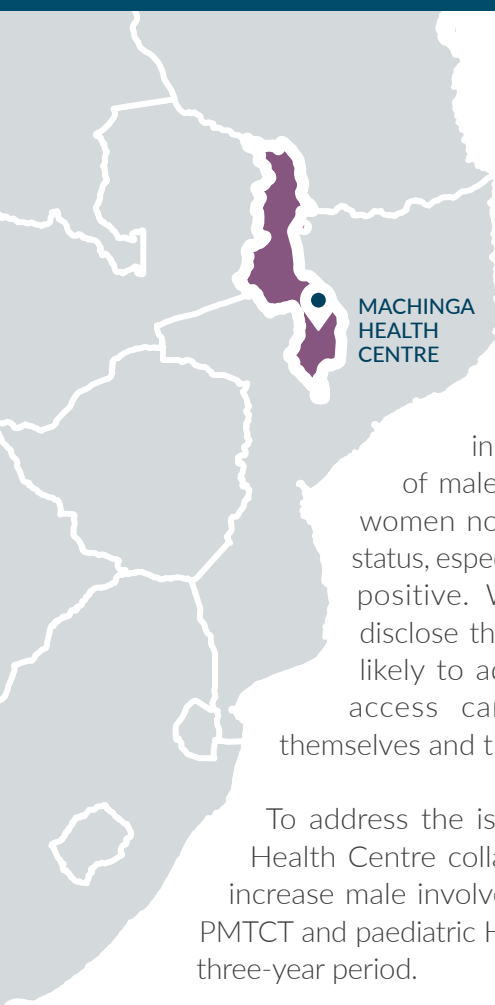 MACHINGA
HEALTH
CENTRE
in
of male
women no
status, espe
positive.
disclose th
likely to a
access ca
themselves and t
To address the is
Health Centre coll
increase male involv
PMTCT and paediatric H
three-year period.